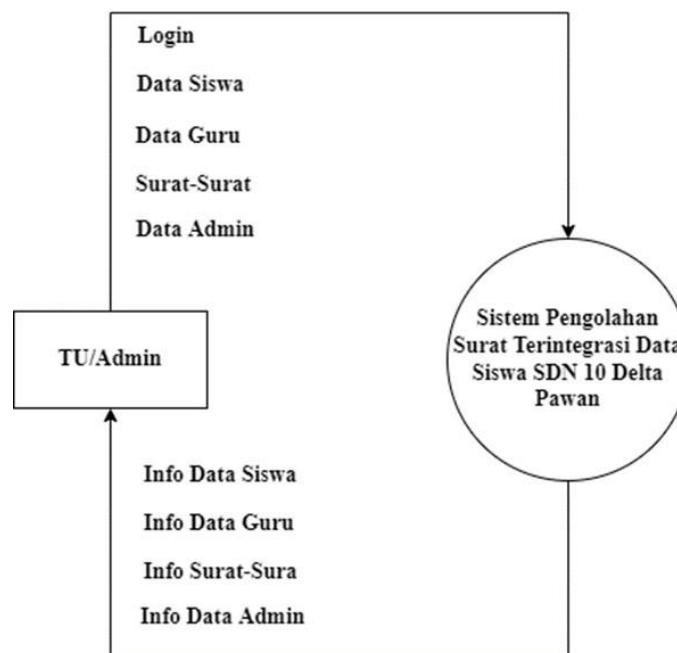 Login
Data Siswa
Data Guru
Surat-Surat
Data Admin
TU/Admin
Sistem Pengolahan
Surat Terintegrasi Data
Siswa SDN 10 Delta
Pawan
Info Data Siswa
Info Data Guru
Info Surat-Sura
Info Data Admin